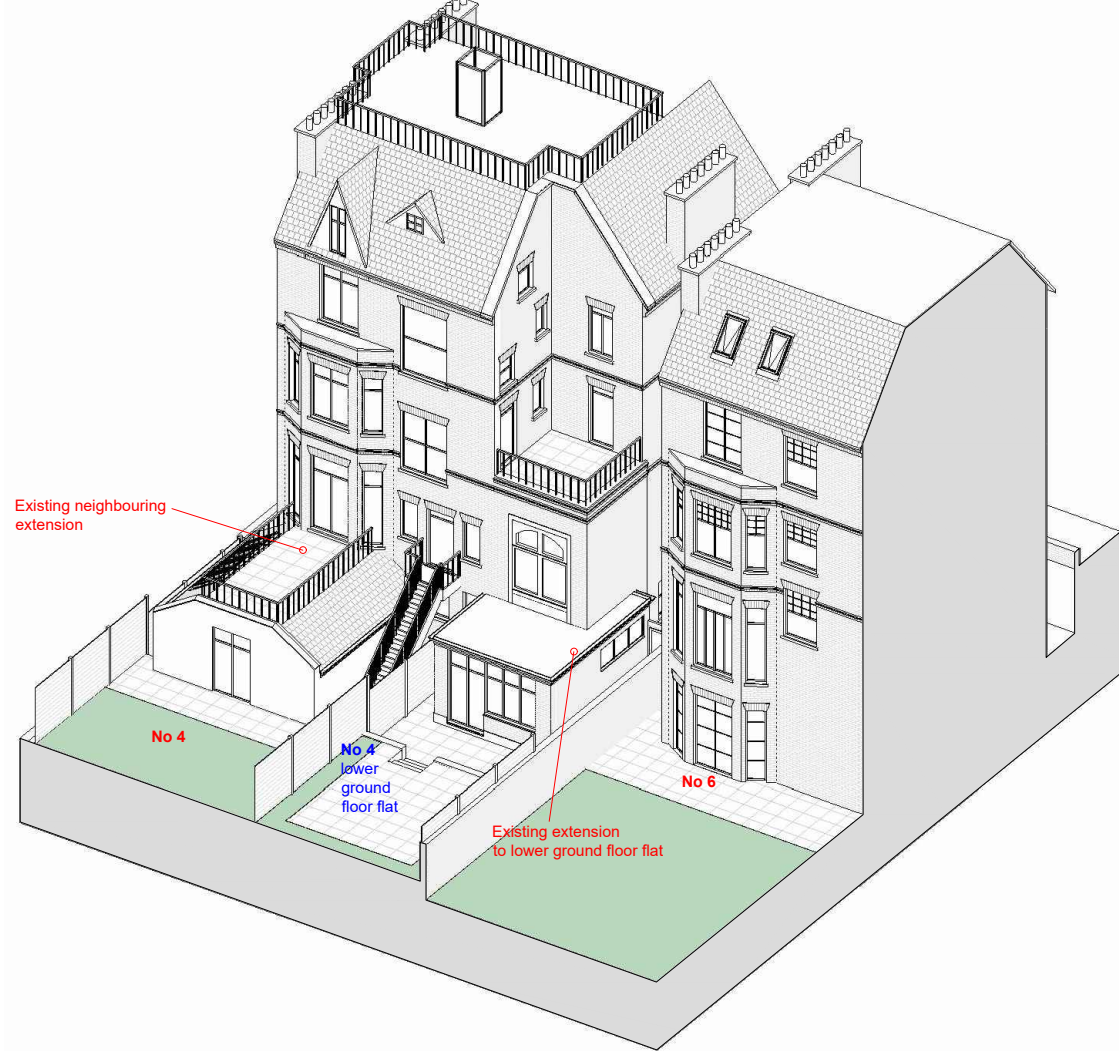 Existing neighbouring
extension
No 4
No 4
lower
ground
floor flat
No 6
Existing extension
to lower ground floor flat